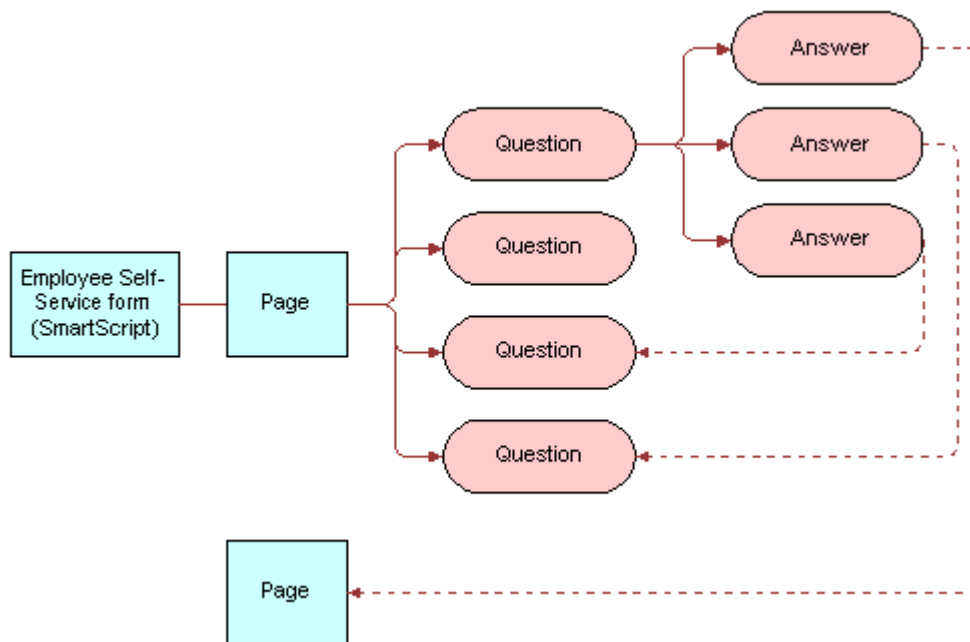 Answer
Question
Answer
Answer
Question
Employee Self-
Service form
(SmartScript)
Page
Question
Question
Page